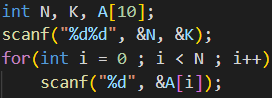 int N, K, A[10];
scanf("%d%d", &N, &K);
for(int i = 0 ; i < N ; i++)
    scanf("%d", &A[i]);